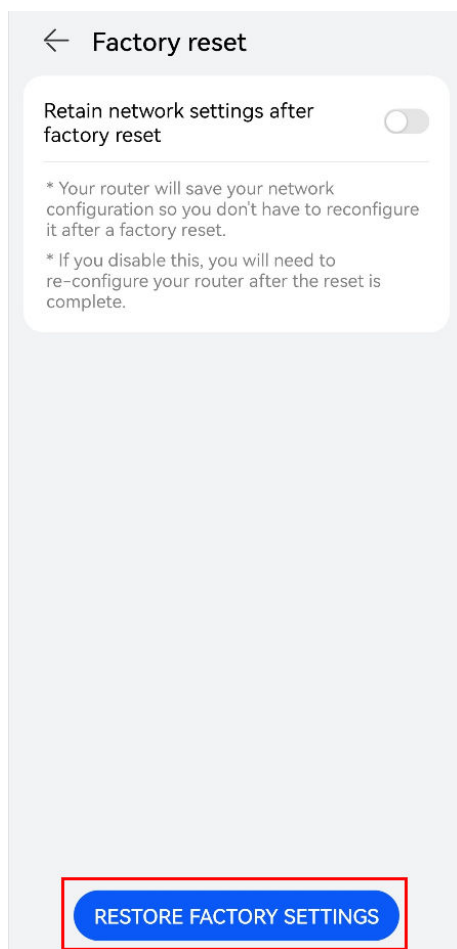 Factory reset
Retain network settings after
factory reset
* Your router will save your network
configuration so you don't have to reconfigure
it after a factory reset.
* If you disable this, you will need to
re-configure your router after the reset is
complete.
RESTORE FACTORY SETTINGS